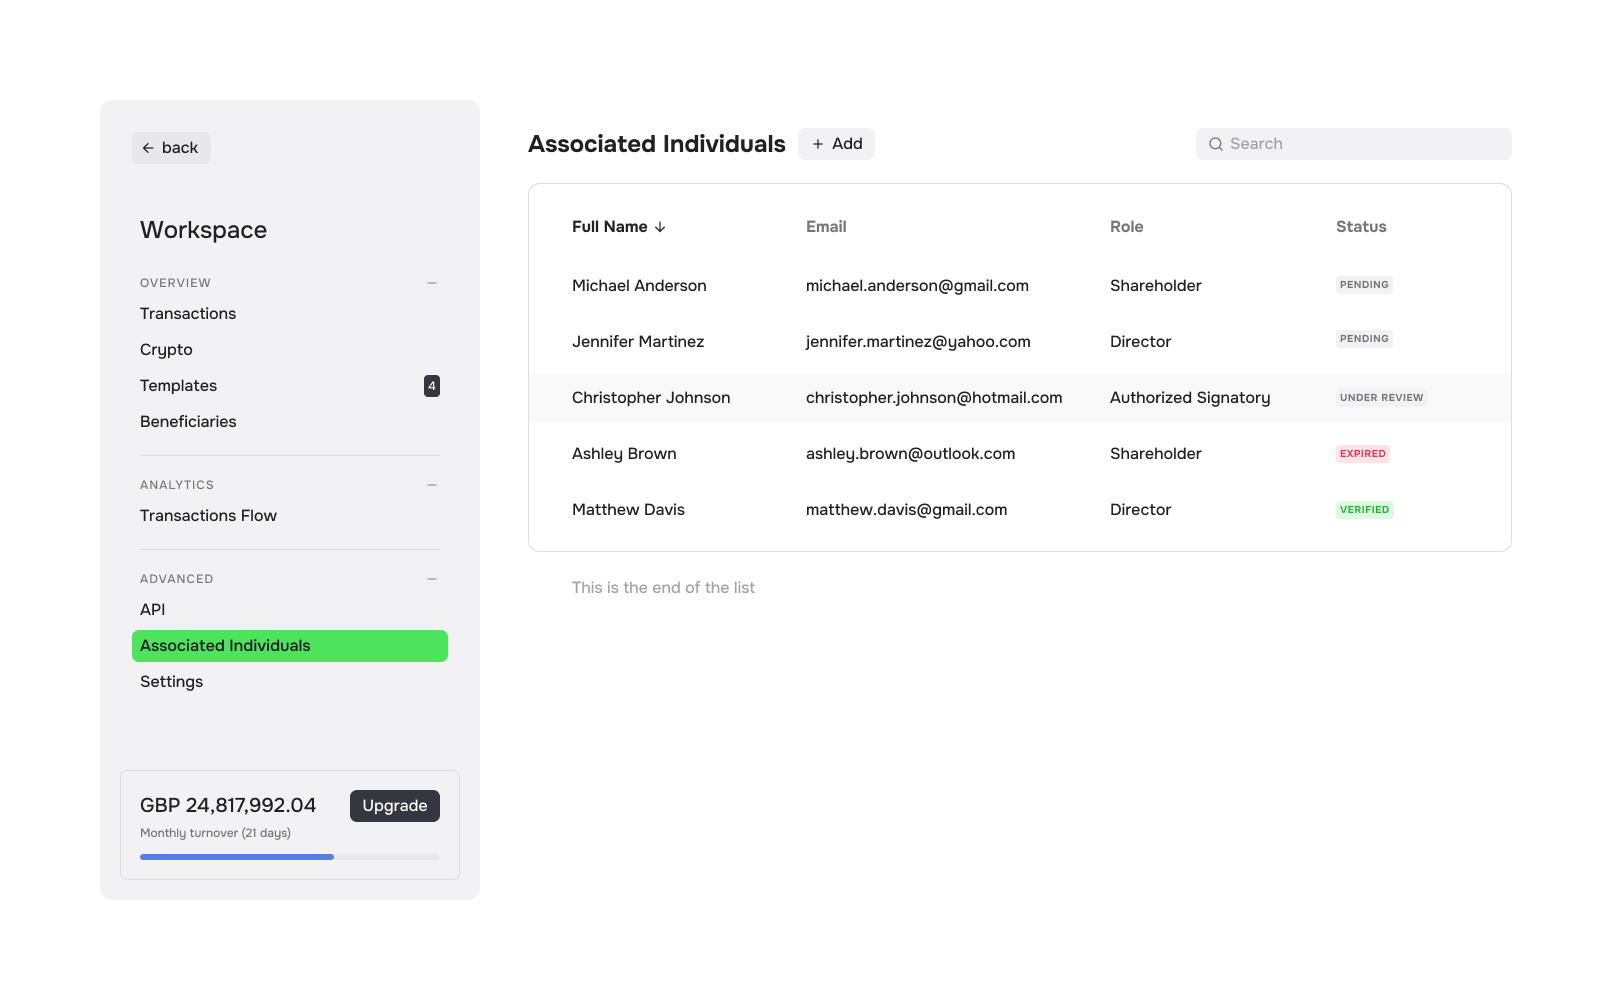 back
Workspace
OVERVIEW
Transactions
Crypto
Templates 4
Beneficiaries
ANALYTICS
Transactions Flow
ADVANCED
API
Associated Individuals
Settings
GBP 24,817,992.04 Upgrade
Monthly turnover (21 days)
Associated Individuals + Add Search
Full Name ↓ Email Role Status
Michael Anderson michael.anderson@gmail.com Shareholder PENDING
Jennifer Martinez jennifer.martinez@yahoo.com Director PENDING
Christopher Johnson christopher.johnson@hotmail.com Authorized Signatory UNDER REVIEW
Ashley Brown ashley.brown@outlook.com Shareholder EXPIRED
Matthew Davis matthew.davis@gmail.com Director VERIFIED
This is the end of the list